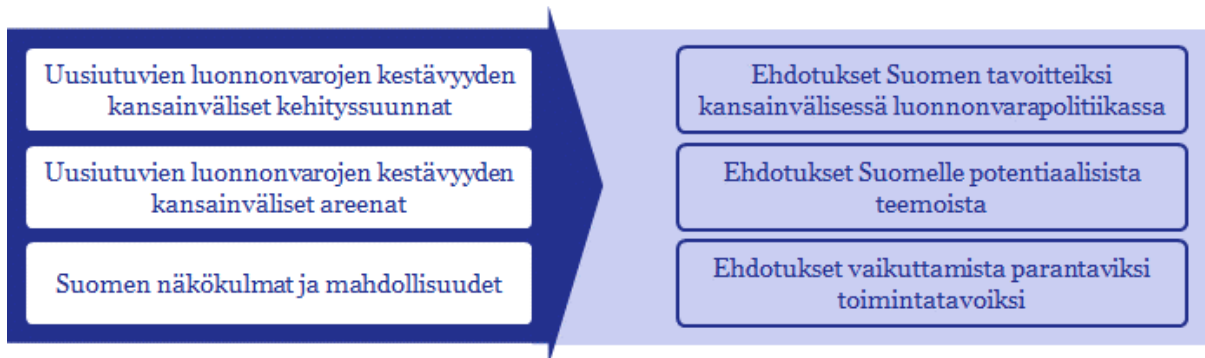 Uusiutuvien luonnonvarojen kestävyyden
kansainväliset kehityssuunnat
Uusiutuvien luonnonvarojen kestävyyden
kansainväliset areenat
Suomen näkökulmat ja mahdollisuudet
Ehdotukset Suomen tavoitteiksi
kansainvälisessä luonnonvarapolitiikassa
Ehdotukset Suomelle potentiaalisista
teemoista
Ehdotukset vaikuttamista parantaviksi
toimintatavoiksi